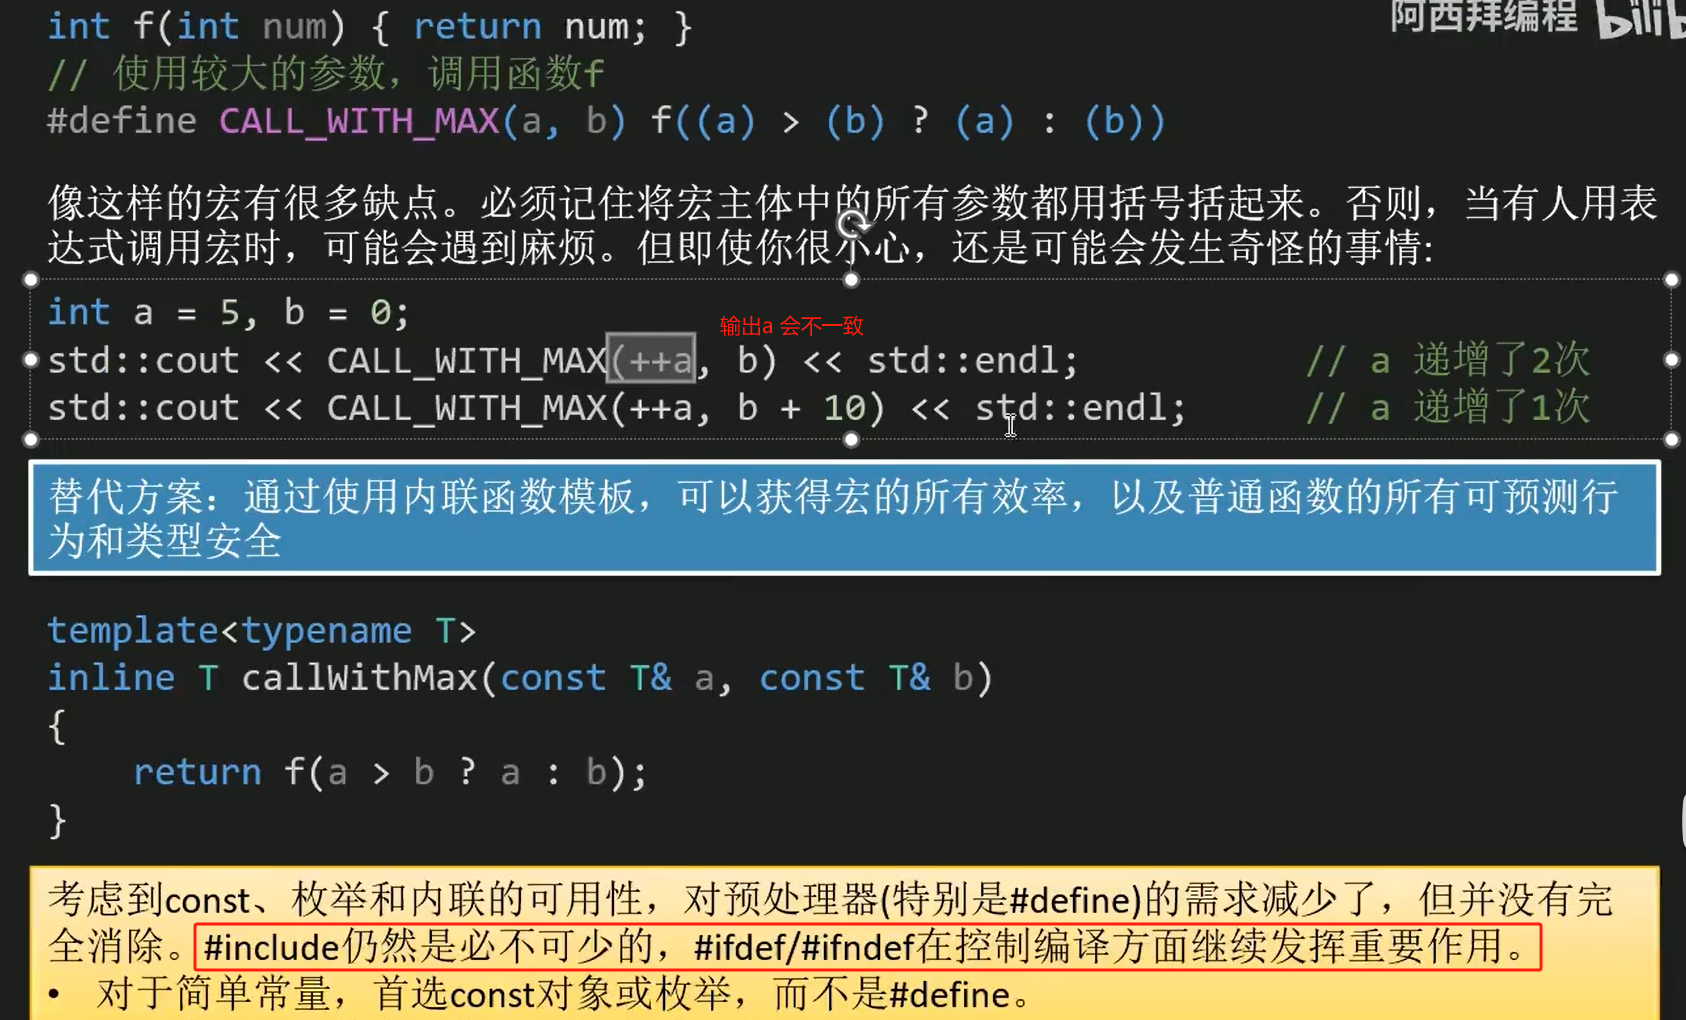 阿西拜编程 bilib
int f(int num) { return num; }
// 使用较大的参数，调用函数f
#define CALL_WITH_MAX(a, b) f((a) > (b) ? (a) : (b))
像这样的宏有很多缺点。必须记住将宏主体中的所有参数都用括号括起来。否则，当有人用表
达式调用宏时，可能会遇到麻烦。但即使你很小心，还是可能会发生奇怪的事情:
int a = 5, b = 0;
输出a 会不一致
std::cout << CALL_WITH_MAX(++a, b) << std::endl; // a 递增了2次
std::cout << CALL_WITH_MAX(++a, b + 10) << std::endl; // a 递增了1次
替代方案：通过使用内联函数模板，可以获得宏的所有效率，以及普通函数的所有可预测行
为和类型安全
template<typename T>
inline T callWithMax(const T& a, const T& b)
{
return f(a > b ? a : b);
}
考虑到const、枚举和内联的可用性，对预处理器(特别是#define)的需求减少了，但并没有完
全消除。#include仍然是必不可少的，#ifdef/#ifndef在控制编译方面继续发挥重要作用。
• 对于简单常量，首选const对象或枚举，而不是#define。